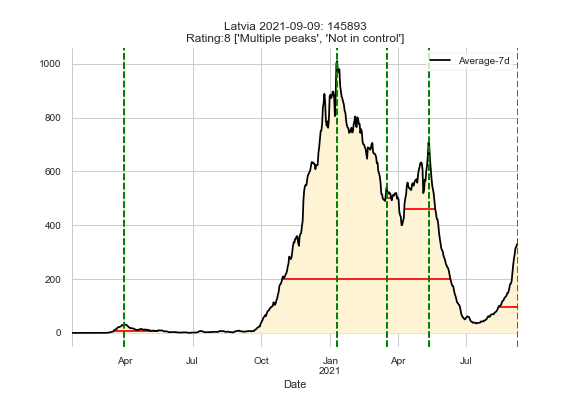 Latvia 2021-09-09: 145893
Rating:8 ['Multiple peaks', 'Not in control']
Average-7d
1000
800
600
400
200
0
Apr Jul Oct Jan Apr Jul
2021
Date